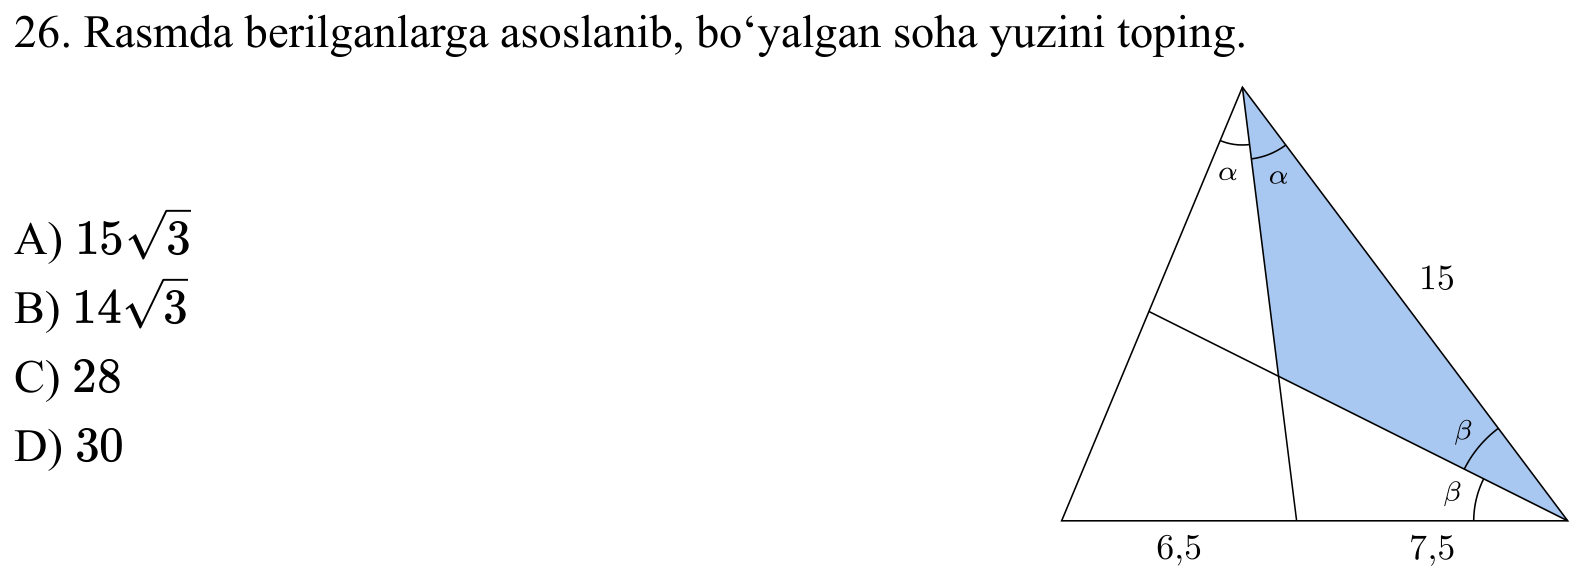 26. Rasmda berilganlarga asoslanib, bo‘yalgan soha yuzini toping.
α α
15
A) 15√3
B) 14√3
C) 28
D) 30
β
β
6,5 7,5